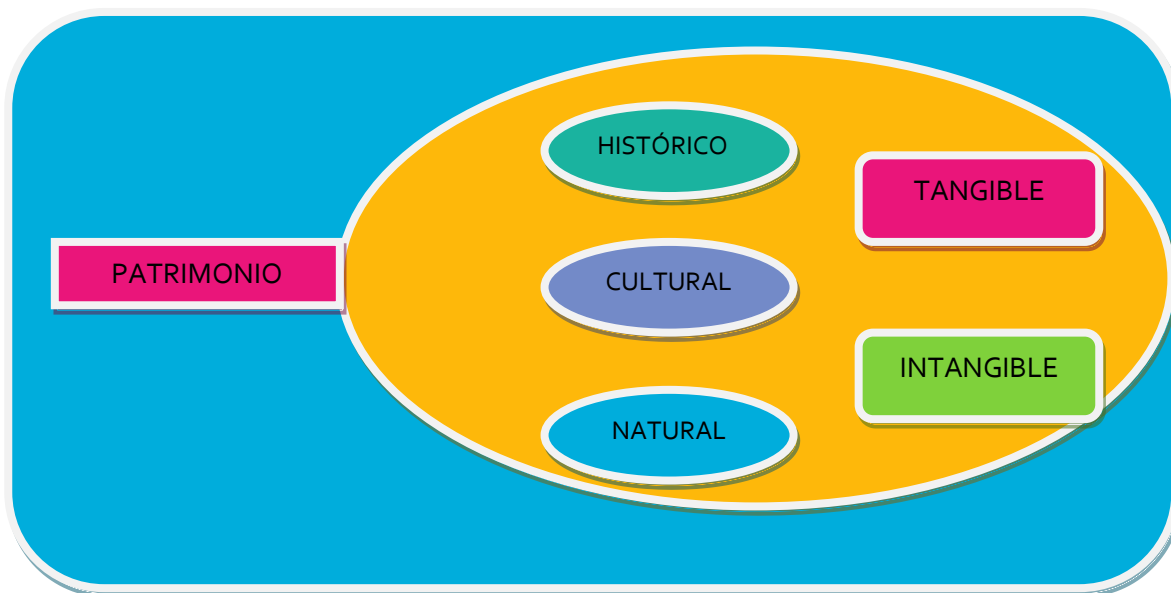 PATRIMONIO
HISTÓRICO
CULTURAL
NATURAL
TANGIBLE
INTANGIBLE